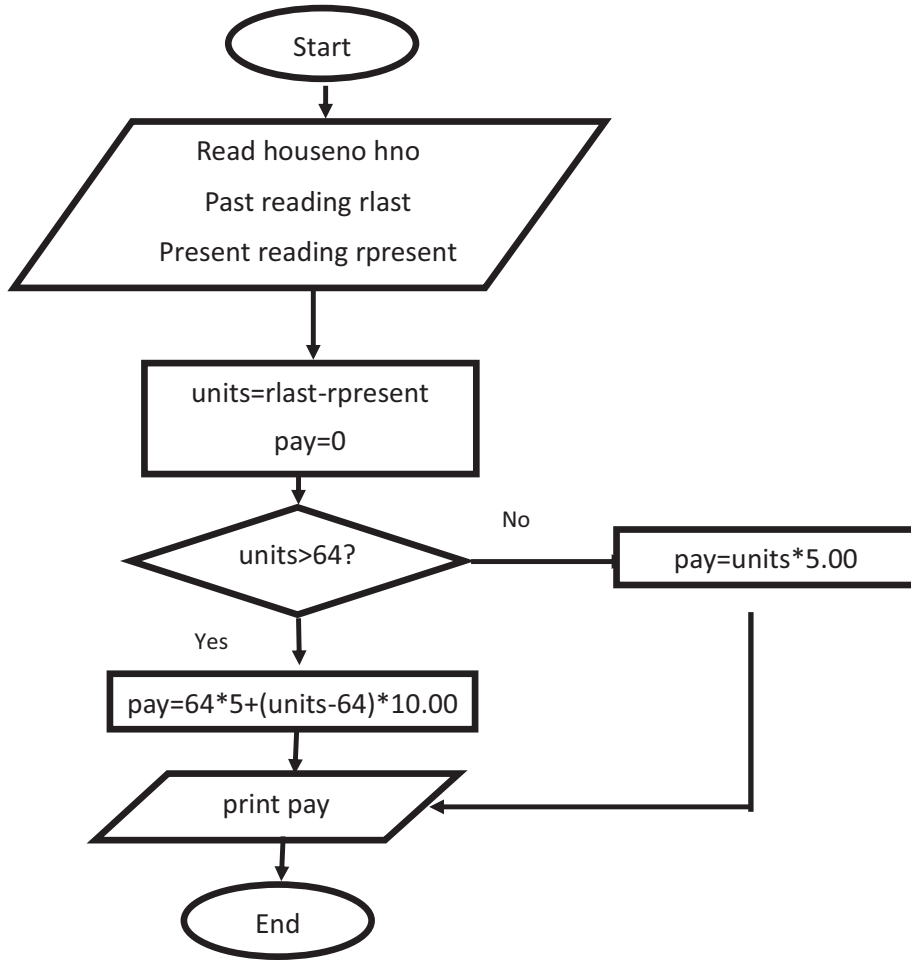 Start
Read houseno hno
Past reading rlast
Present reading rpresent
units=rlast-rpresent
pay=0
units>64?
No
pay=units*5.00
Yes
pay=64*5+(units-64)*10.00
print pay
End